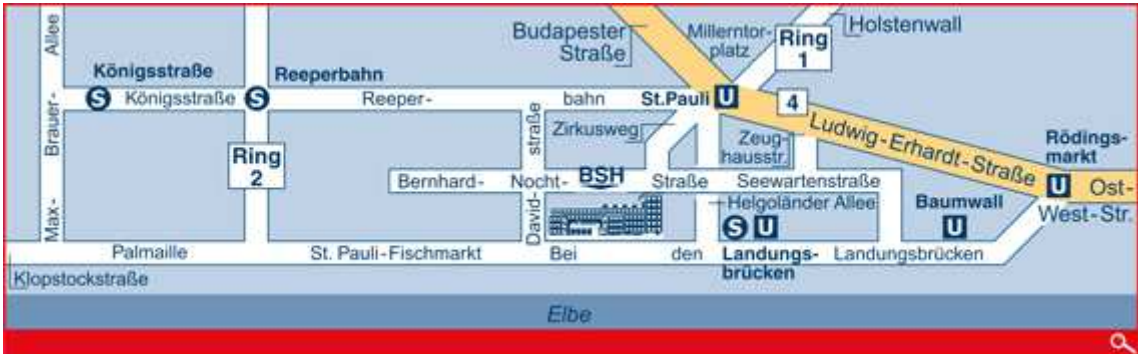 Allee
Brauer-
Max-
Königsstraße
S
Königsstraße
Reeperbahn
S
Reeper-
bahn
St.Pauli
U
Budapester
Straße
Millerntor-
platz
Ring
1
Holstenwall
4
Ludwig-Erhardt-Straße
Zirkusweg
Zeug-
hausstr.
Rödings-
markt
U
Ost-
West-Str.
Ring
2
David-
straße
Bernhard-
Nocht-
BSH
Straße
Seewartenstraße
Helgoländer Allee
S
U
Landungs-
brücken
Baumwall
U
Palmaille
St. Pauli-Fischmarkt
Bei
den
Landungsbrücken
Klopstockstraße
Elbe